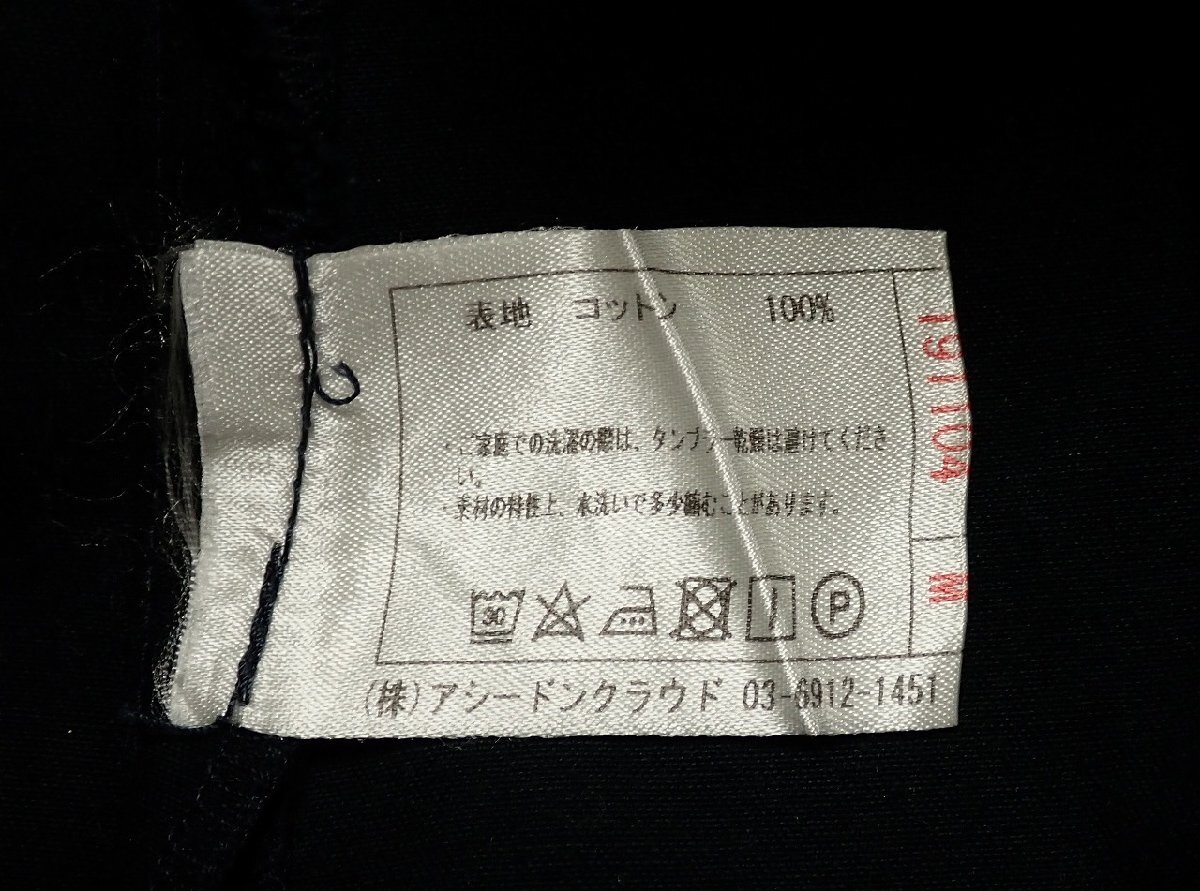 表地 コットン 100%
・ご家庭での洗濯の際は、タンブラー乾燥は避けてくださ
い。
・素材の特性上、水洗いで多少縮むことがあります。
30 P
(株)アシードンクラウド 03-6912-1451
191104
M